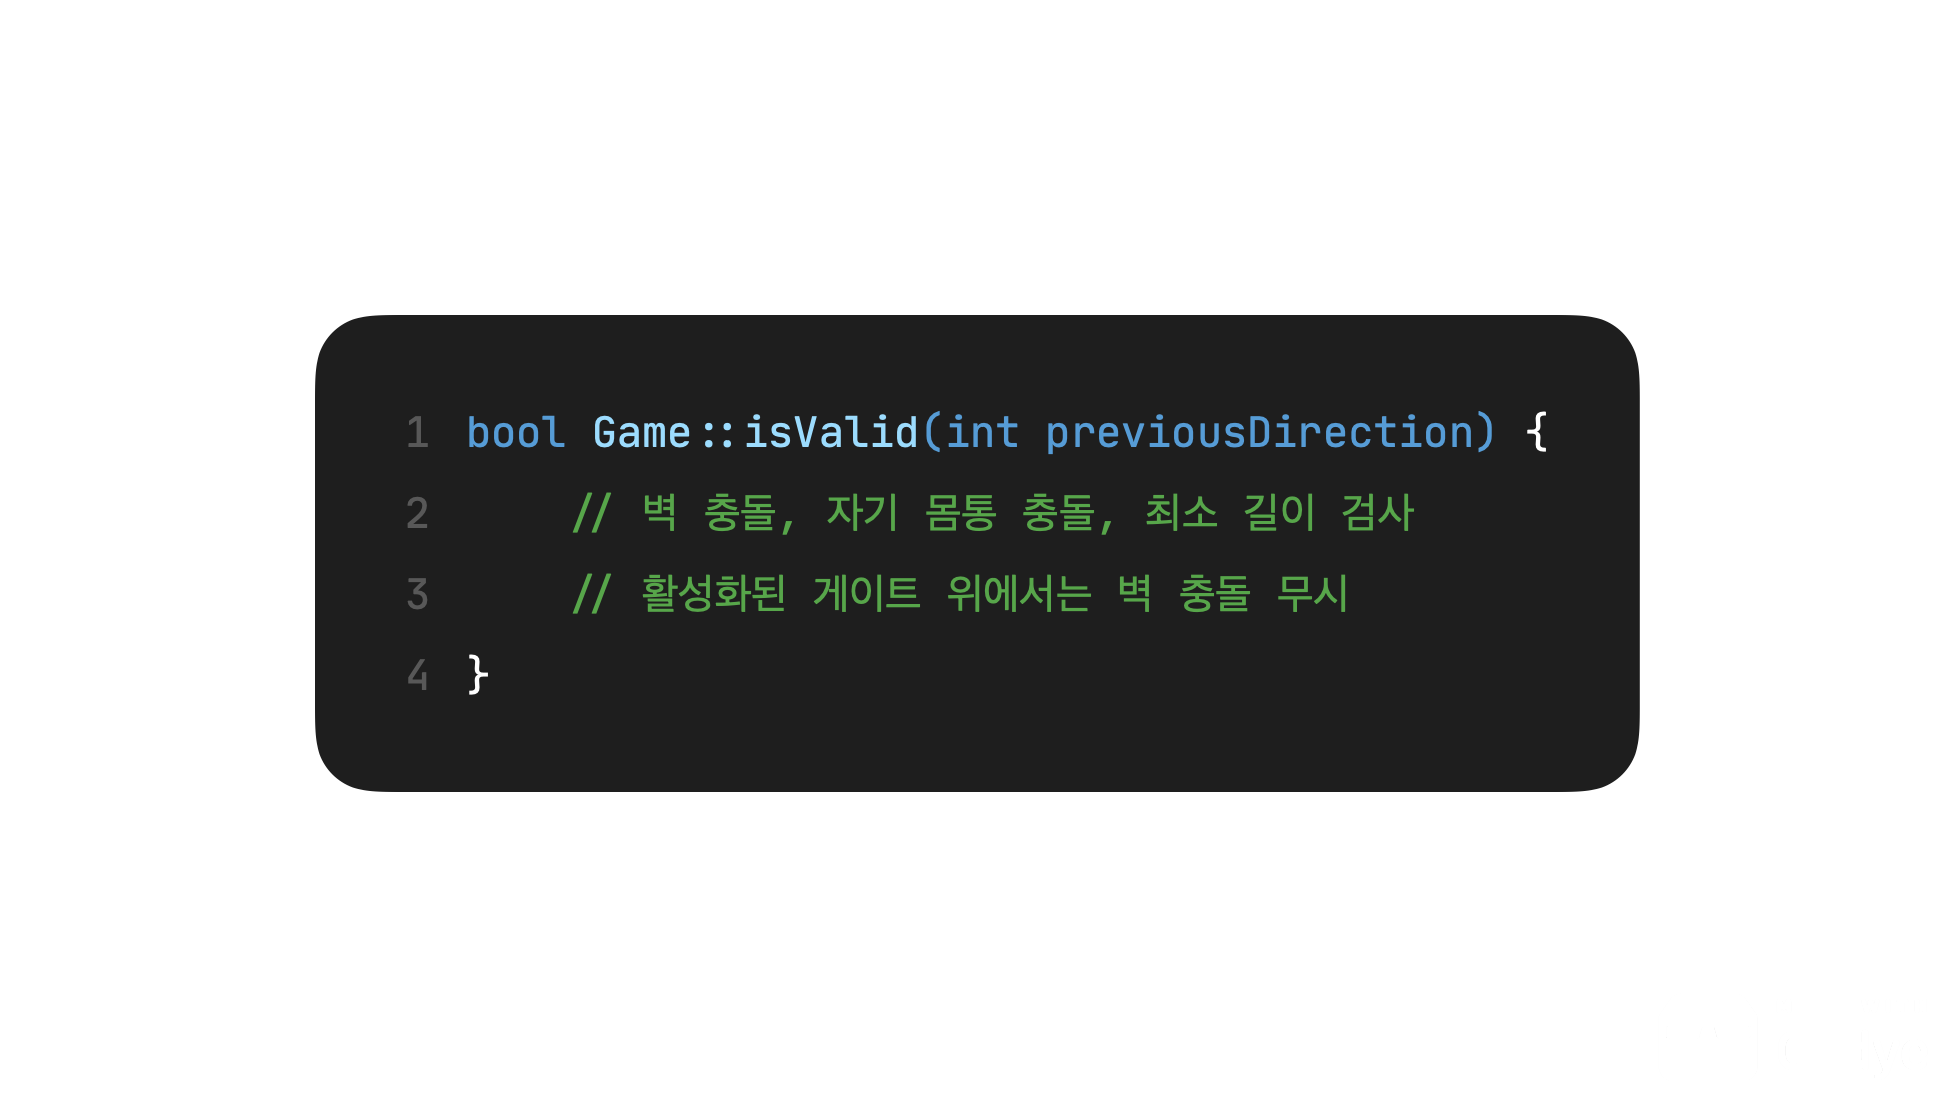 1 bool Game::isValid(int previousDirection) {
2 // 벽 충돌, 자기 몸통 충돌, 최소 길이 검사
3 // 활성화된 게이트 위에서는 벽 충돌 무시
4 }